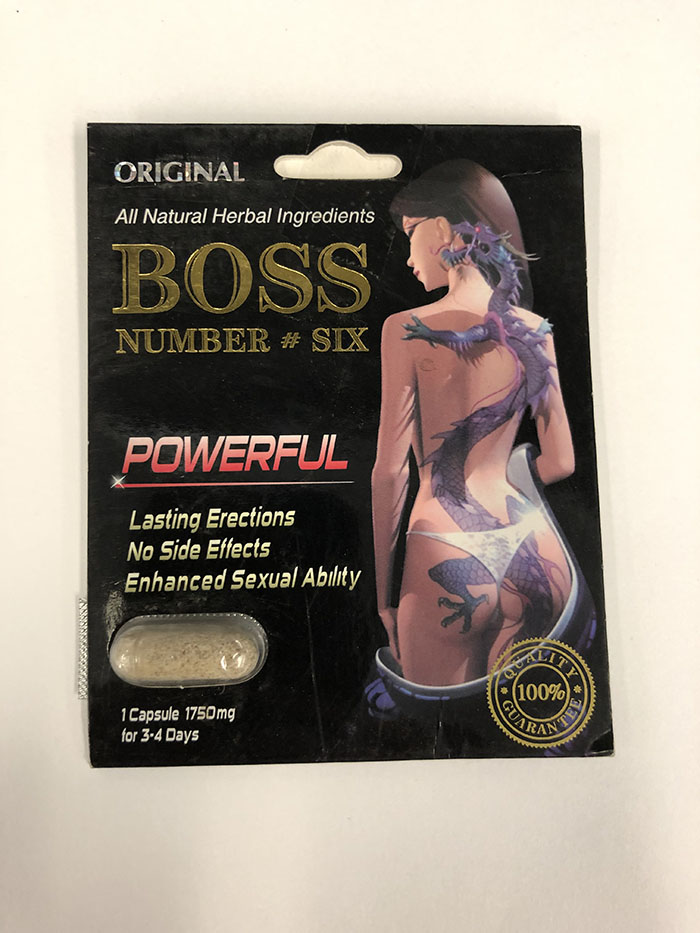 ORIGINAL
All Natural Herbal Ingredients
BOSS
NUMBER # SIX
POWERFUL
Lasting Erections
No Side Effects
Enhanced Sexual Ability
1 Capsule 1750mg
for 3-4 Days
QUALITY
100%
GUARANTEE